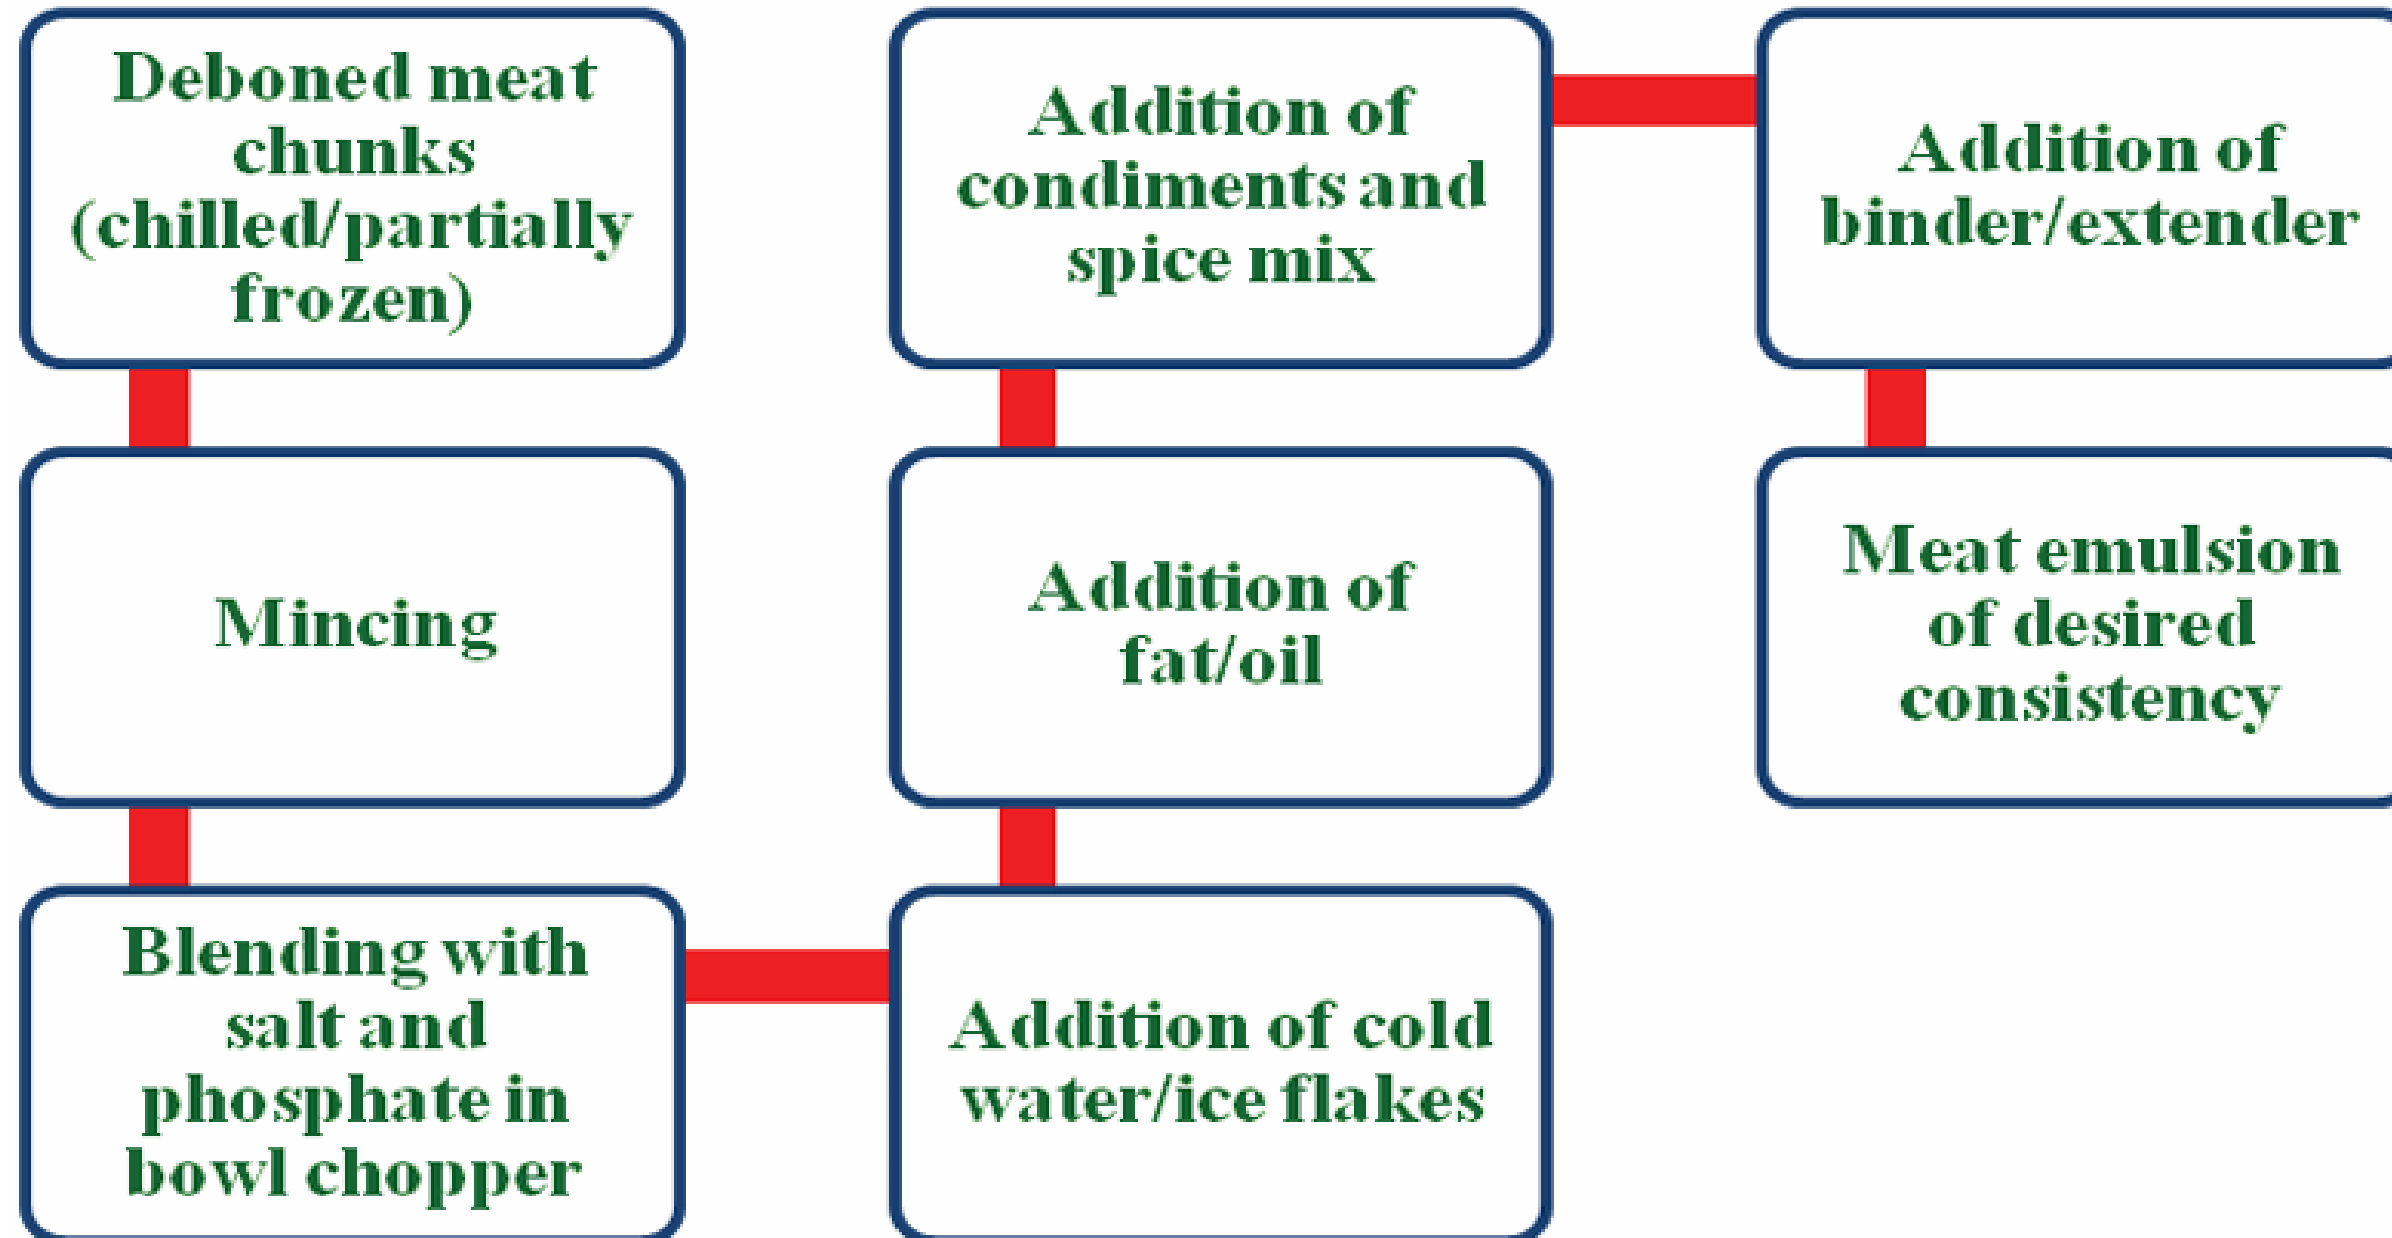 Deboned meat
chunks
(chilled/partially
frozen)
Mincing
Blending with
salt and
phosphate in
bowl chopper
Addition of cold
water/ice flakes
Addition of
fat/oil
Addition of
condiments and
spice mix
Addition of
binder/extender
Meat emulsion
of desired
consistency